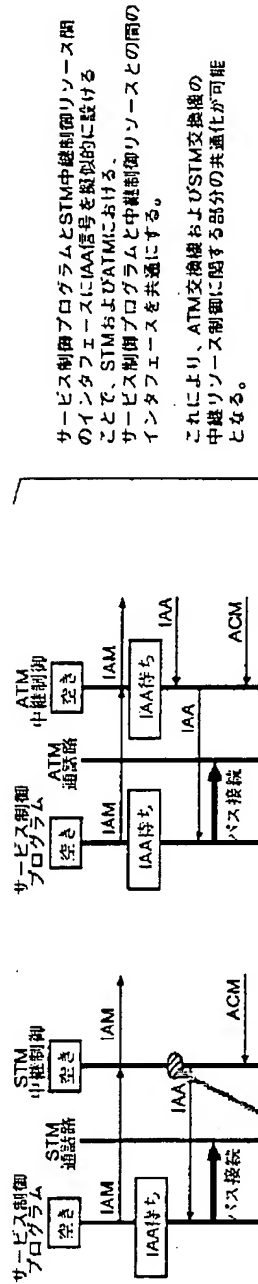 サービス制御
プログラム
空き
STM
通話路
STM
中継制御
空き
IAM
IAM
IAA待ち
IAA
パス接続
ACM
サービス制御
プログラム
空き
ATM
通話路
ATM
中継制御
空き
IAM
IAM
IAA待ち
IAA待ち
IAA
IAA
パス接続
ACM
サービス制御プログラムとSTM中継制御リソース間
のインタフェースにIAA信号を擬似的に設ける
ことで、STMおよびATMにおける、
サービス制御プログラムと中継制御リソースとの間の
インタフェースを共通にする。
これにより、ATM交換機およびSTM交換機の
中継リソース制御に関する部分の共通化が可能
となる。